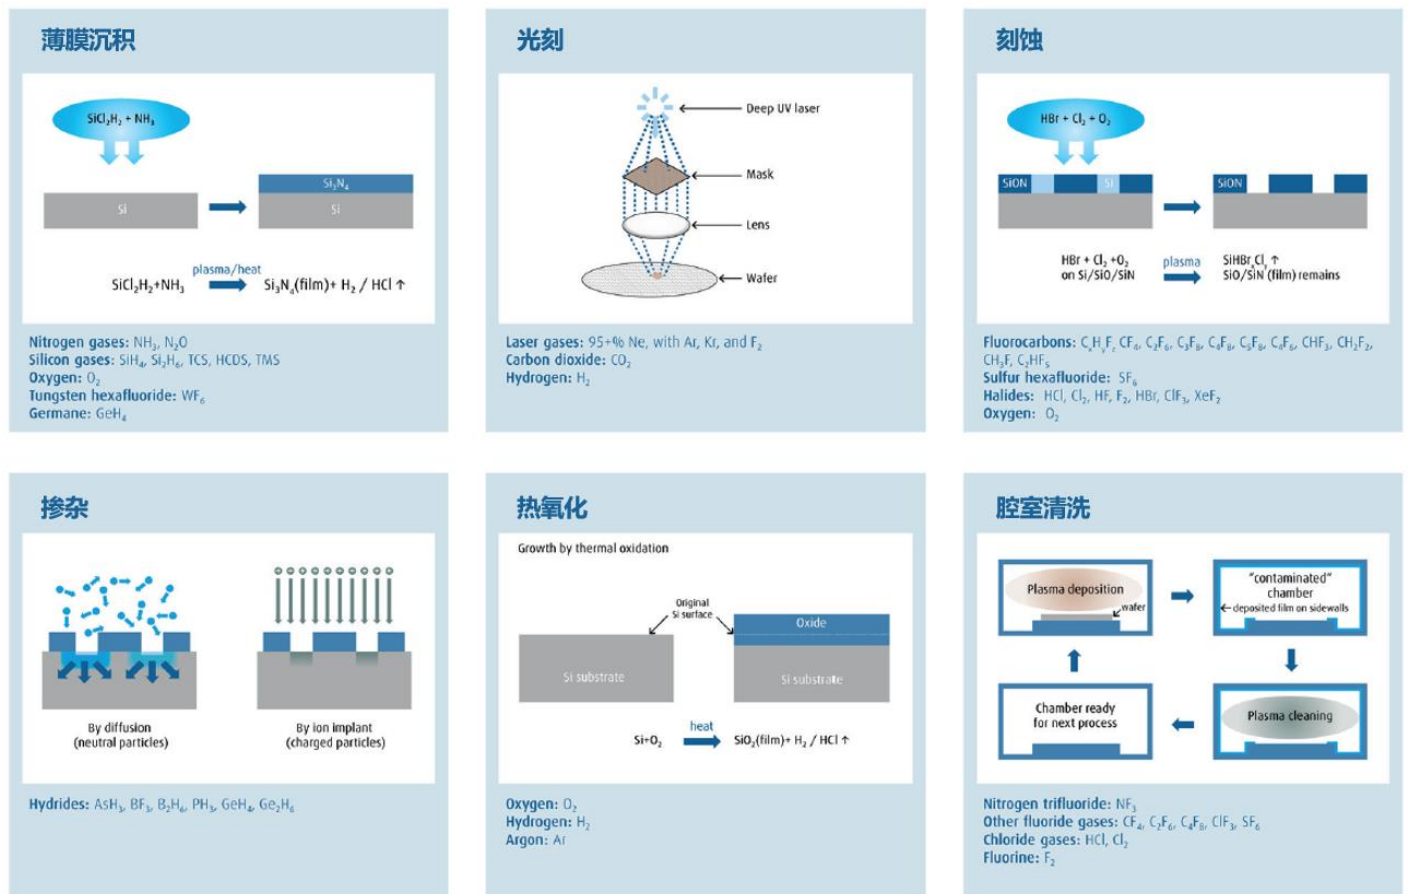 薄膜沉积
SiCl₂H₂ + NH₃
Si₃N₄
Si
Si
plasma/heat
SiCl₂H₂+NH₃ Si₃N₄(film)+ H₂ / HCl ↑
Nitrogen gases: NH₃, N₂O
Silicon gases: SiH₄, Si₂H₆, TCS, HCDS, TMS
Oxygen: O₂
Tungsten hexafluoride: WF₆
Germane: GeH₄
光刻
Deep UV laser
Mask
Lens
Wafer
Laser gases: 95+% Ne, with Ar, Kr, and F₂
Carbon dioxide: CO₂
Hydrogen: H₂
刻蚀
HBr + Cl₂ + O₂
SiON Si SiON
HBr + Cl₂ +O₂ plasma SiHBrₓClₓ ↑
on Si/SiO/SiN SiO/SiN (film) remains
Fluorocarbons: CₓHᵧF_z CF₄, C₂F₆, C₃F₈, C₄F₈, C₅F₈, C₄F₆, CHF₃, CH₂F₂,
CH₃F, C₂HF₅
Sulfur hexafluoride: SF₆
Halides: HCl, Cl₂, HF, F₂, HBr, ClF₃, XeF₂
Oxygen: O₂
掺杂
By diffusion
(neutral particles)
By ion implant
(charged particles)
Hydrides: AsH₃, BF₃, B₂H₆, PH₃, GeH₄, Ge₂H₆
热氧化
Growth by thermal oxidation
Original
Si surface
Oxide
Si substrate
Si substrate
heat
Si+O₂ SiO₂(film)+ H₂ / HCl ↑
Oxygen: O₂
Hydrogen: H₂
Argon: Ar
腔室清洗
Plasma deposition
wafer
"contaminated"
chamber
deposited film on sidewalls
Chamber ready
for next process
Plasma cleaning
Nitrogen trifluoride: NF₃
Other fluoride gases: CF₄, C₂F₆, C₄F₈, ClF₃, SF₆
Chloride gases: HCl, Cl₂
Fluorine: F₂